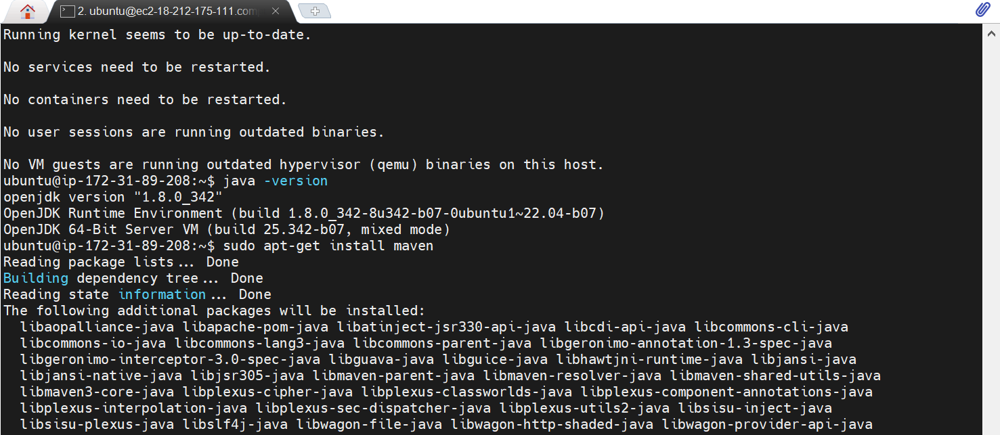 2. ubuntu@ec2-18-212-175-111.com
Running kernel seems to be up-to-date.
No services need to be restarted.
No containers need to be restarted.
No user sessions are running outdated binaries.
No VM guests are running outdated hypervisor (qemu) binaries on this host.
ubuntu@ip-172-31-89-208:~$ java -version
openjdk version "1.8.0_342"
OpenJDK Runtime Environment (build 1.8.0_342-8u342-b07-0ubuntu1~22.04-b07)
OpenJDK 64-Bit Server VM (build 25.342-b07, mixed mode)
ubuntu@ip-172-31-89-208:~$ sudo apt-get install maven
Reading package lists... Done
Building dependency tree... Done
Reading state information... Done
The following additional packages will be installed:
libaopalliance-java libapache-pom-java libatinject-jsr330-api-java libcdi-api-java libcommons-cli-java
libcommons-io-java libcommons-lang3-java libcommons-parent-java libgeronimo-annotation-1.3-spec-java
libgeronimo-interceptor-3.0-spec-java libguava-java libguice-java libhawtjni-runtime-java libjansi-java
libjansi-native-java libjsr305-java libmaven-parent-java libmaven-resolver-java libmaven-shared-utils-java
libmaven3-core-java libplexus-cipher-java libplexus-classworlds-java libplexus-component-annotations-java
libplexus-interpolation-java libplexus-sec-dispatcher-java libplexus-utils2-java libsisu-inject-java
libsisu-plexus-java libslf4j-java libwagon-file-java libwagon-http-shaded-java libwagon-provider-api-java